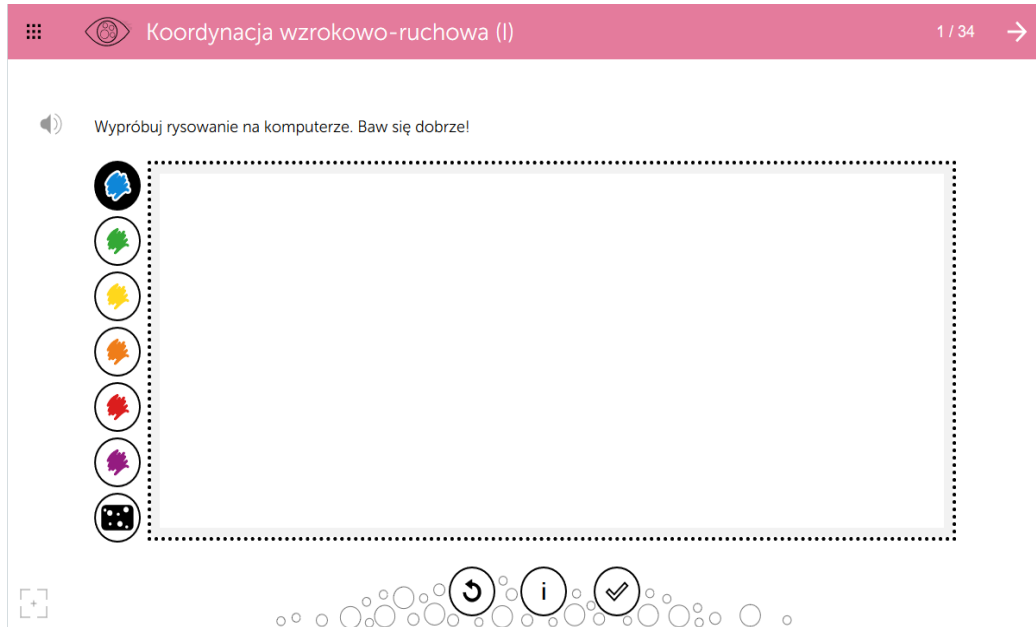 Koordynacja wzrokowo-ruchowa (I)
1 / 34
Wypróbuj rysowanie na komputerze. Baw się dobrze!
i